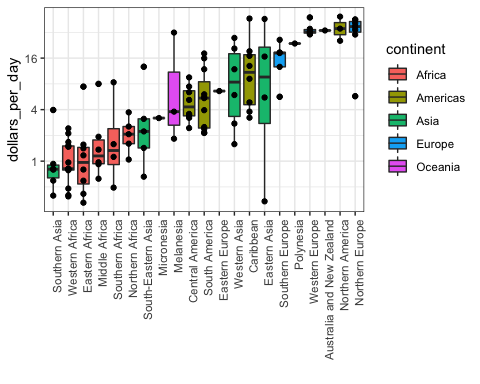 dollars_per_day
16
4
1
Southern Asia
Western Africa
Eastern Africa
Middle Africa
Southern Africa
Northern Africa
South-Eastern Asia
Micronesia
Melanesia
Central America
South America
Eastern Europe
Western Asia
Caribbean
Eastern Asia
Southern Europe
Polynesia
Western Europe
Australia and New Zealand
Northern America
Northern Europe
continent
Africa
Americas
Asia
Europe
Oceania